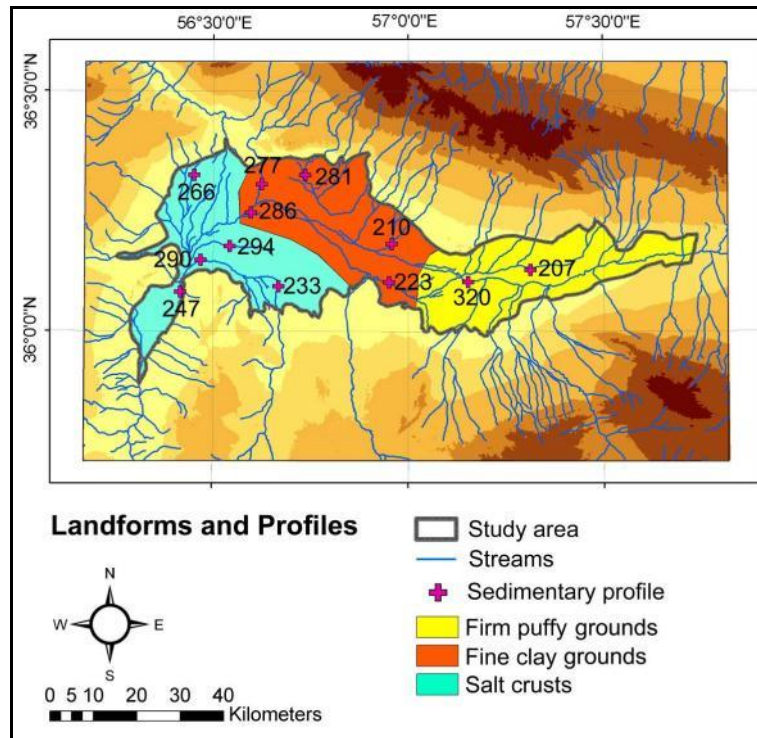 56°30'0"E 57°0'0"E 57°30'0"E
36°30'0"N
36°0'0"N
277
281
266
286
210
294
290
207
223
233
320
247
Landforms and Profiles
N
W E
S
0 5 10 20 30 40
Kilometers
Study area
Streams
Sedimentary profile
Firm puffy grounds
Fine clay grounds
Salt crusts